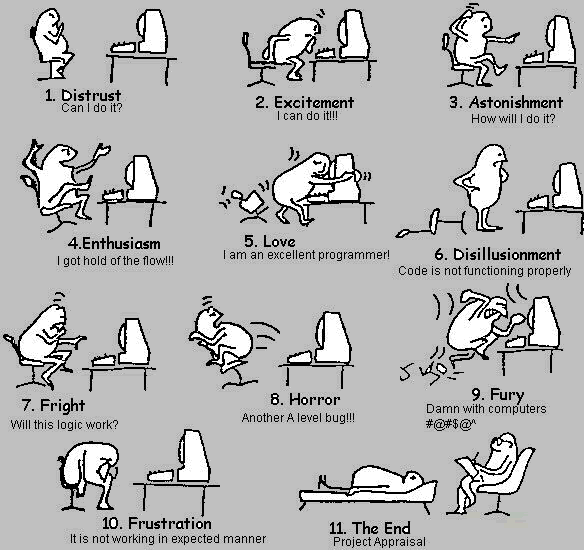 1. Distrust
Can I do it?
2. Excitement
I can do it!!!
3. Astonishment
How will I do it?
4.Enthusiasm
I got hold of the flow!!!
5. Love
I am an excellent programmer!
6. Disillusionment
Code is not functioning properly
7. Fright
Will this logic work?
8. Horror
Another A level bug!!!
9. Fury
Damn with computers
#@#$@^
10. Frustration
It is not working in expected manner
11. The End
Project Appraisal